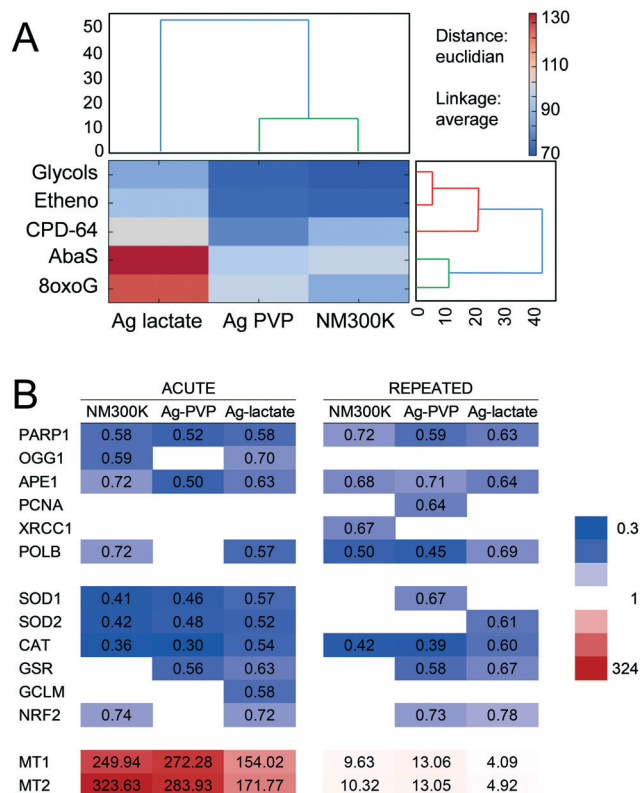 A
50
40
30
20
10
0
Distance:
euclidian
Linkage:
average
130
110
90
70
Glycols
Etheno
CPD-64
AbaS
8oxoG
Ag lactate Ag PVP NM300K
0 10 20 30 40
B
ACUTE REPEATED
NM300K Ag-PVP Ag-lactate NM300K Ag-PVP Ag-lactate
PARP1 0.58 0.52 0.58 0.72 0.59 0.63
OGG1 0.59 0.70
APE1 0.72 0.50 0.63 0.68 0.71 0.64
PCNA 0.64
XRCC1 0.67
POLB 0.72 0.57 0.50 0.45 0.69
SOD1 0.41 0.46 0.57 0.67
SOD2 0.42 0.48 0.52 0.61
CAT 0.36 0.30 0.54 0.42 0.39 0.60
GSR 0.56 0.63 0.58 0.67
GCLM 0.58
NRF2 0.74 0.72 0.73 0.78
MT1 249.94 272.28 154.02 9.63 13.06 4.09
MT2 323.63 283.93 171.77 10.32 13.05 4.92
0.3
1
324